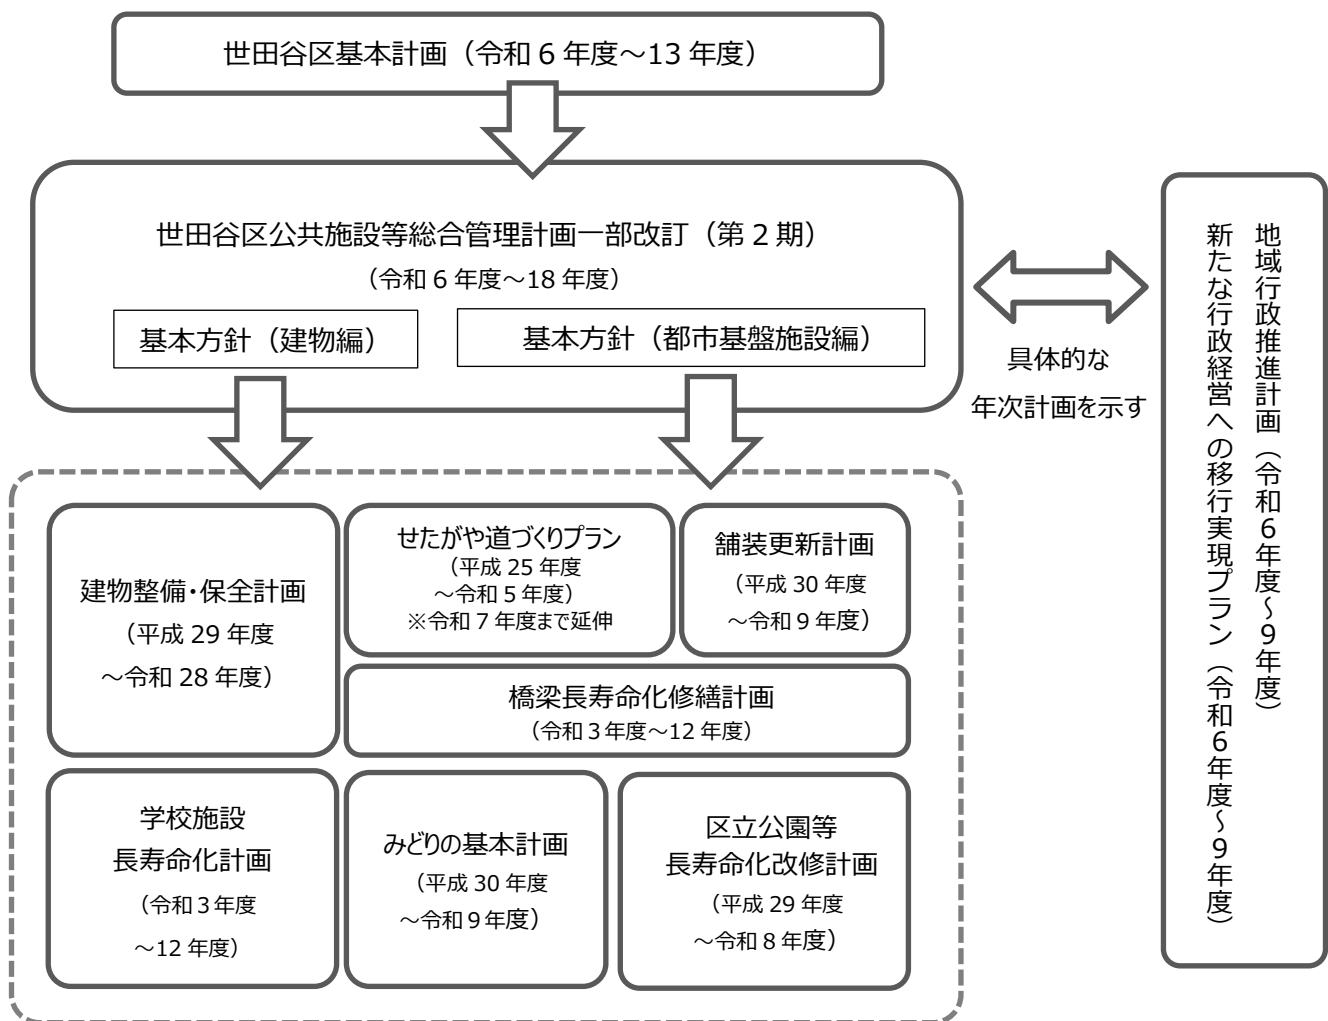 世田谷区基本計画（令和６年度～13 年度）
世田谷区公共施設等総合管理計画一部改訂（第２期）
（令和６年度～18 年度）
基本方針（建物編）
基本方針（都市基盤施設編）
具体的な
年次計画を示す
地域行政推進計画（令和６年度～９年度）
新たな行政経営への移行実現プラン（令和６年度～９年度）
建物整備・保全計画
（平成 29 年度
～令和 28 年度）
せたがや道づくりプラン
（平成 25 年度
～令和５年度）
※令和７年度まで延伸
舗装更新計画
（平成 30 年度
～令和９年度）
橋梁長寿命化修繕計画
（令和３年度～12 年度）
学校施設
長寿命化計画
（令和３年度
～12 年度）
みどりの基本計画
（平成 30 年度
～令和９年度）
区立公園等
長寿命化改修計画
（平成 29 年度
～令和８年度）